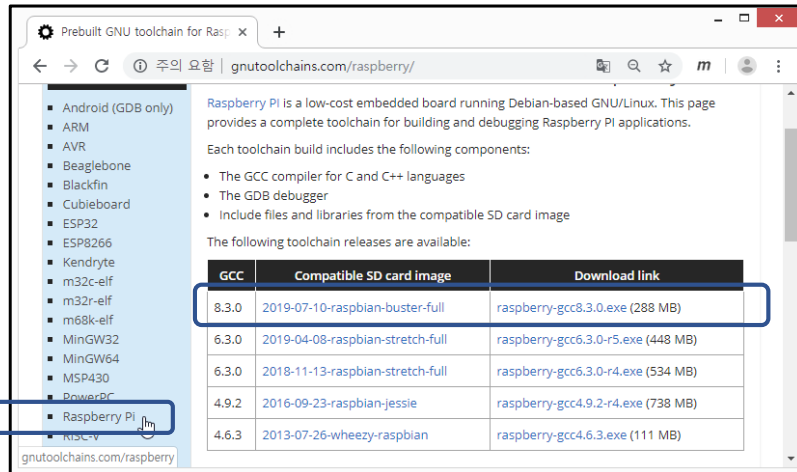 Prebuilt GNU toolchain for Rasp
주의 요함 gnutoolchains.com/raspberry/ m
Android (GDB only)
ARM
AVR
Beaglebone
Blackfin
Cubieboard
ESP32
ESP8266
Kendryte
m32c-elf
m32r-elf
m68k-elf
MinGW32
MinGW64
MSP430
PowerPC
Raspberry Pi
RISC-V
gnutoolchains.com/raspberry
Raspberry PI is a low-cost embedded board running Debian-based GNU/Linux. This page
provides a complete toolchain for building and debugging Raspberry PI applications.
Each toolchain build includes the following components:
The GCC compiler for C and C++ languages
The GDB debugger
Include files and libraries from the compatible SD card image
The following toolchain releases are available:
GCC Compatible SD card image Download link
8.3.0 2019-07-10-raspbian-buster-full raspberry-gcc8.3.0.exe (288 MB)
6.3.0 2019-04-08-raspbian-stretch-full raspberry-gcc6.3.0-r5.exe (448 MB)
6.3.0 2018-11-13-raspbian-stretch-full raspberry-gcc6.3.0-r4.exe (534 MB)
4.9.2 2016-09-23-raspbian-jessie raspberry-gcc4.9.2-r4.exe (738 MB)
4.6.3 2013-07-26-wheezy-raspbian raspberry-gcc4.6.3.exe (111 MB)